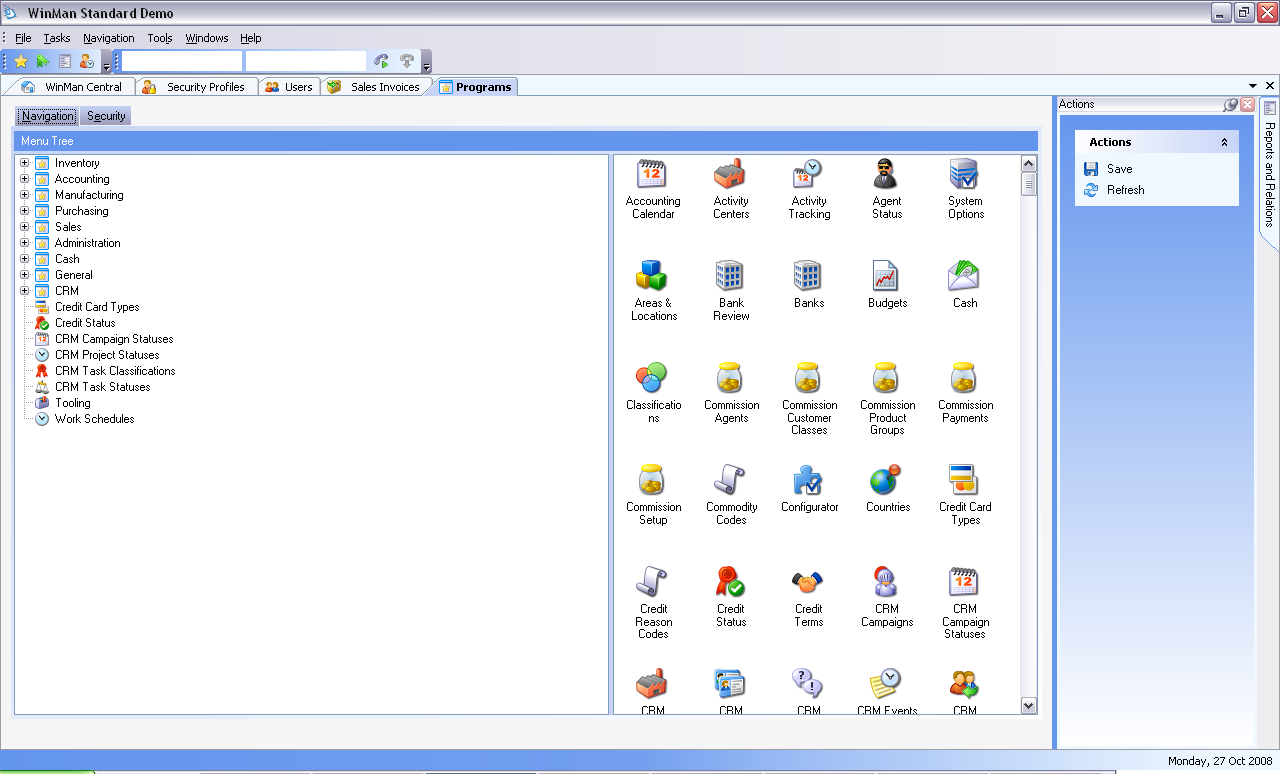 WinMan Standard Demo
File Tasks Navigation Tools Windows Help
WinMan Central Security Profiles Users Sales Invoices Programs
Navigation Security
Menu Tree
Inventory
Accounting
Manufacturing
Purchasing
Sales
Administration
Cash
General
CRM
Credit Card Types
Credit Status
CRM Campaign Statuses
CRM Project Statuses
CRM Task Classifications
CRM Task Statuses
Tooling
Work Schedules
Accounting
Calendar
Activity
Centers
Activity
Tracking
Agent
Status
System
Options
Areas &
Locations
Bank
Review
Banks
Budgets
Cash
Classificatio
ns
Commission
Agents
Commission
Customer
Classes
Commission
Product
Groups
Commission
Payments
Commission
Setup
Commodity
Codes
Configurator
Countries
Credit Card
Types
Credit
Reason
Codes
Credit
Status
Credit
Terms
CRM
Campaigns
CRM
Campaign
Statuses
CRM
CRM
CRM
CRM Events
CRM
Actions
Actions
Save
Refresh
Reports and Relations
Monday, 27 Oct 2008